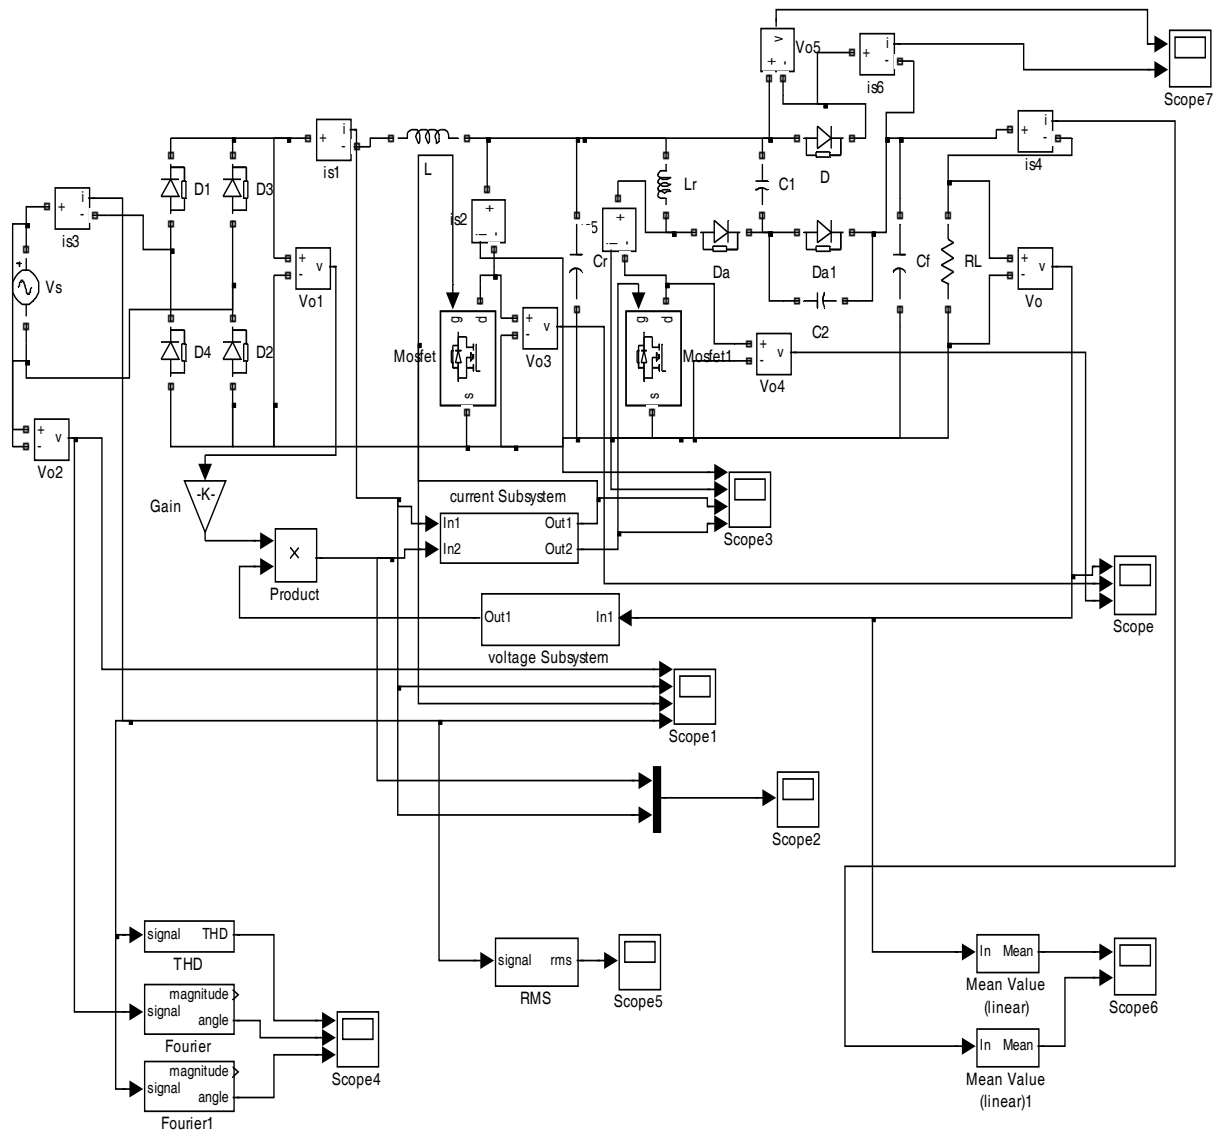 Vo5
v
+ -
is6
+ i -
Scope7
is4
+ i -
is1
+ i -
L
D
C1
Lr
D1
D3
is3
+ i -
is2
+
Cr
Da
Da1
Cf
RL
C2
Vs
+
Vo1
+ - v
Vo
+ - v
D4
D2
Mosfet
g d
s
Vo3
+ - v
Mosfet1
g d
s
Vo4
+ - v
Vo2
+ - v
Gain
-K-
current Subsystem
In1 Out1
In2 Out2
Scope3
Product
X
Out1 In1
voltage Subsystem
Scope
Scope1
Scope2
signal THD
THD
signal rms
RMS
Scope5
In Mean
Mean Value
(linear)
Scope6
magnitude
signal
angle
Fourier
Scope4
In Mean
Mean Value
(linear)1
magnitude
signal
angle
Fourier1